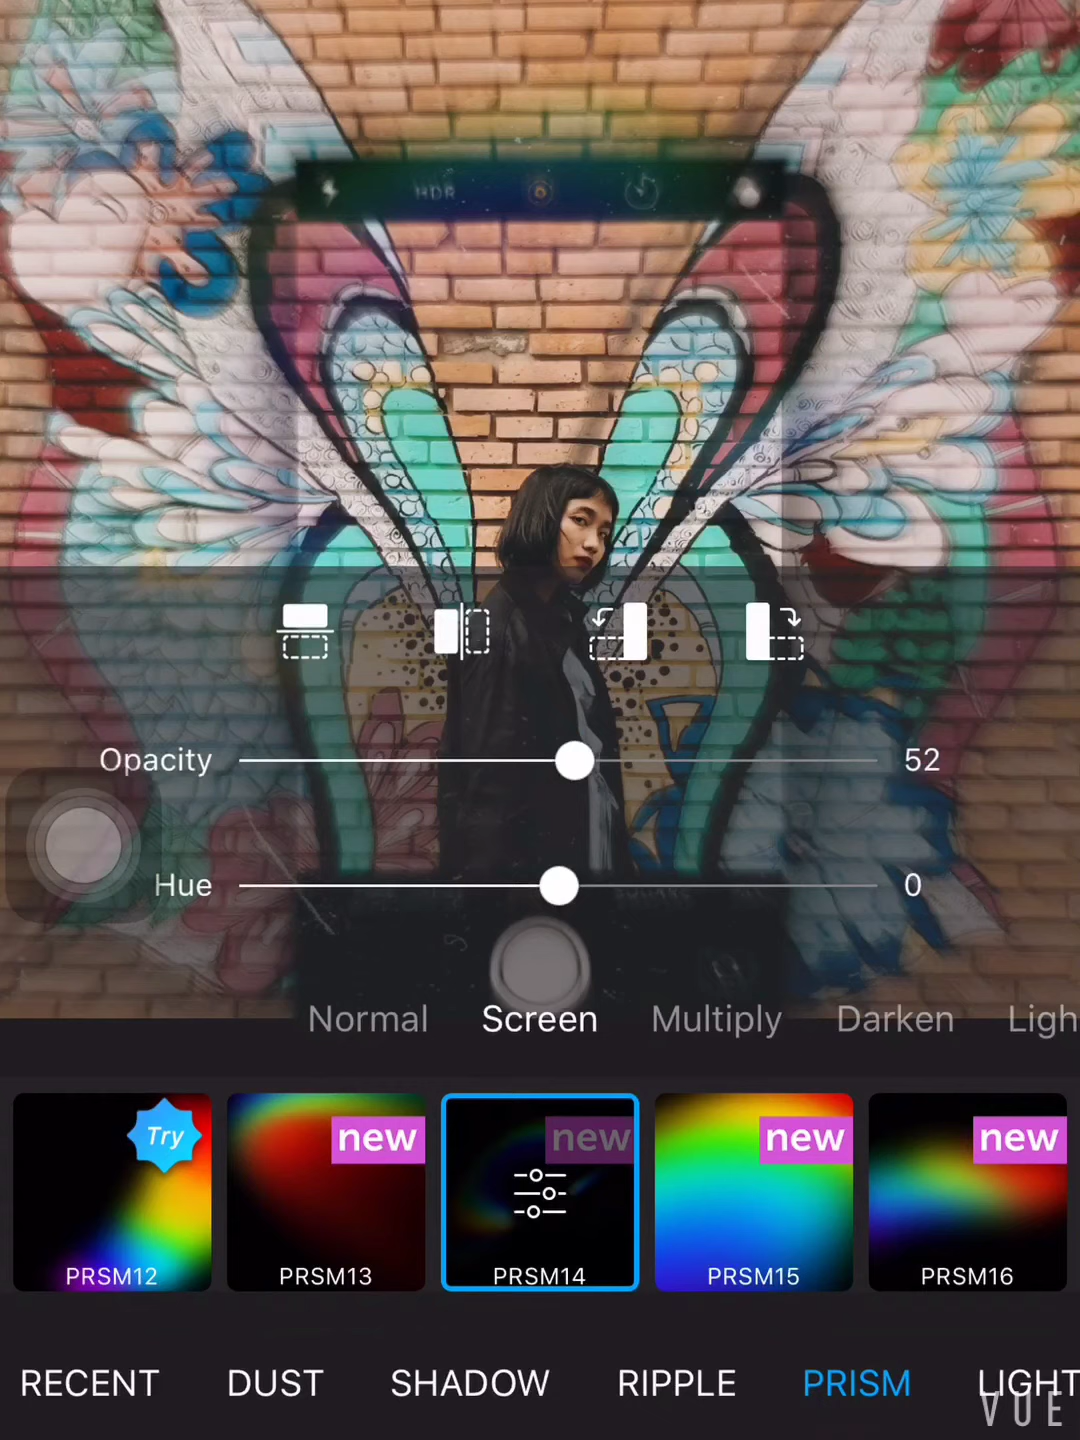 HDR
Opacity 52
Hue 0
SQUARE
Normal Screen Multiply Darken Ligh
Try new new new new
PRSM12 PRSM13 PRSM14 PRSM15 PRSM16
RECENT DUST SHADOW RIPPLE PRISM LIGHT
VUE